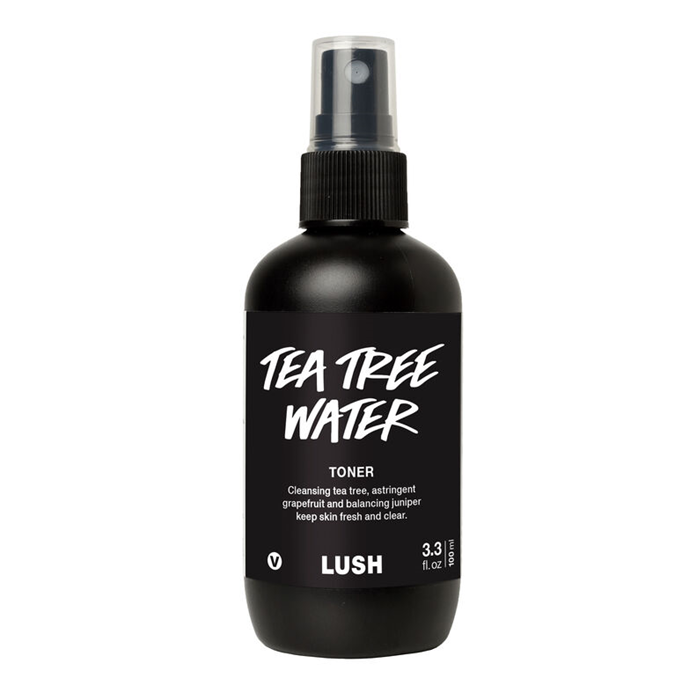 TEA TREE
WATER
TONER
Cleansing tea tree, astringent
grapefruit and balancing juniper
keep skin fresh and clear.
V
LUSH
3.3
fl. oz
100 ml